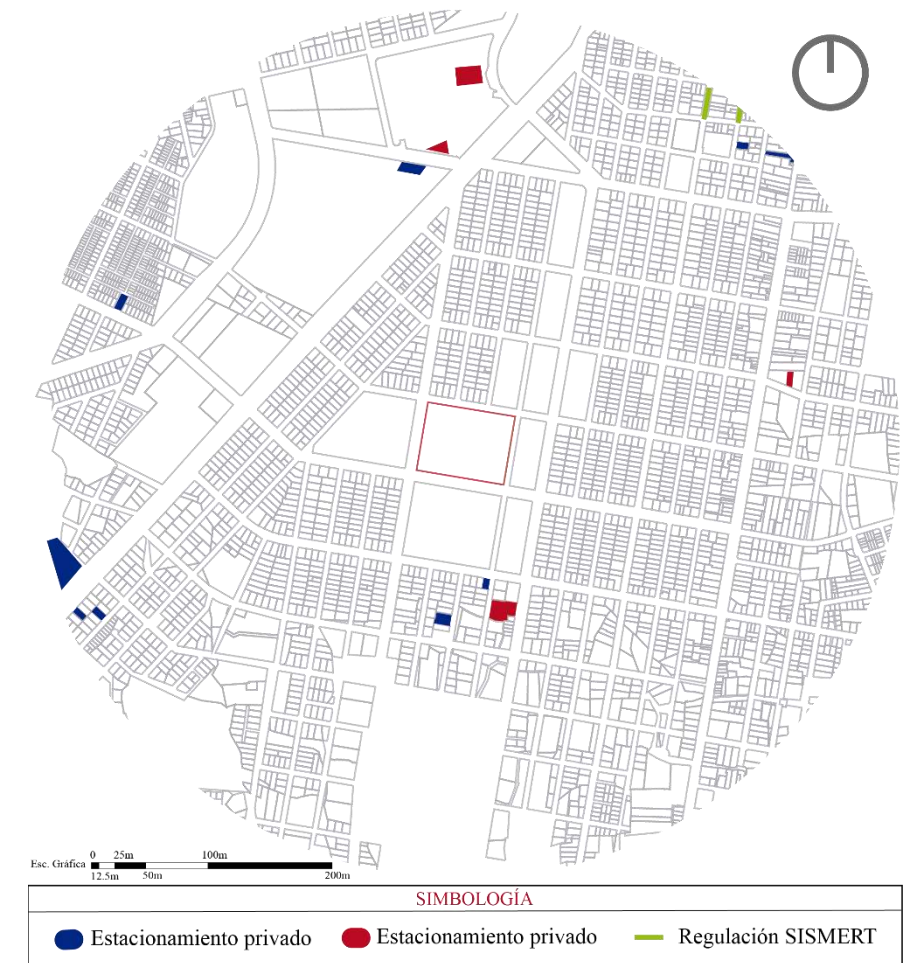 0 25m 100m
Esc. Gráfica
12.5m 50m 200m
SIMBOLOGÍA
Estacionamiento privado Estacionamiento privado Regulación SISMERT